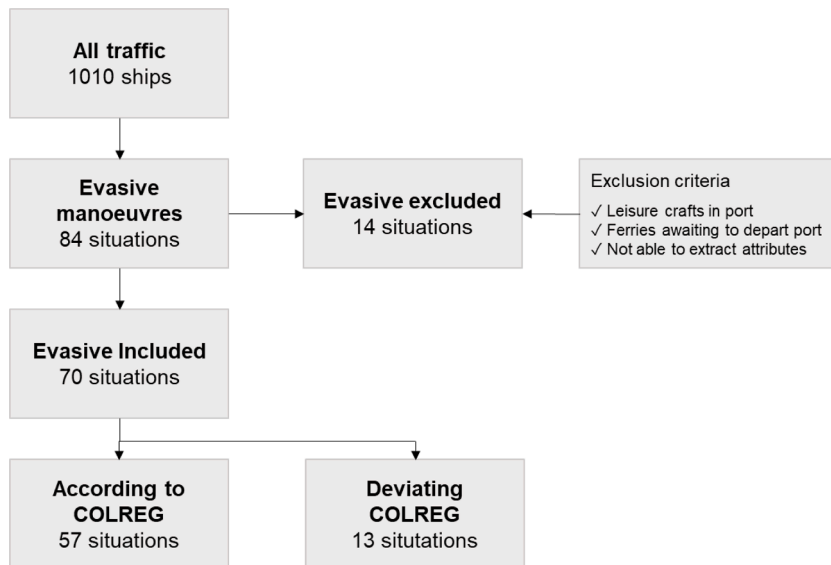 All traffic
1010 ships
Evasive
manoeuvres
84 situations
Evasive excluded
14 situations
Exclusion criteria
✓ Leisure crafts in port
✓ Ferries awaiting to depart port
✓ Not able to extract attributes
Evasive Included
70 situations
According to
COLREG
57 situations
Deviating
COLREG
13 situtations